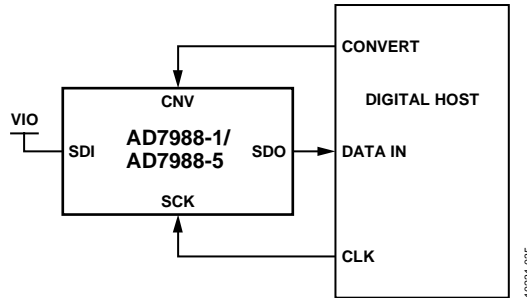 CONVERT
CNV
DIGITAL HOST
VIO
AD7988-1/
AD7988-5
SDI
SDO
DATA IN
SCK
CLK